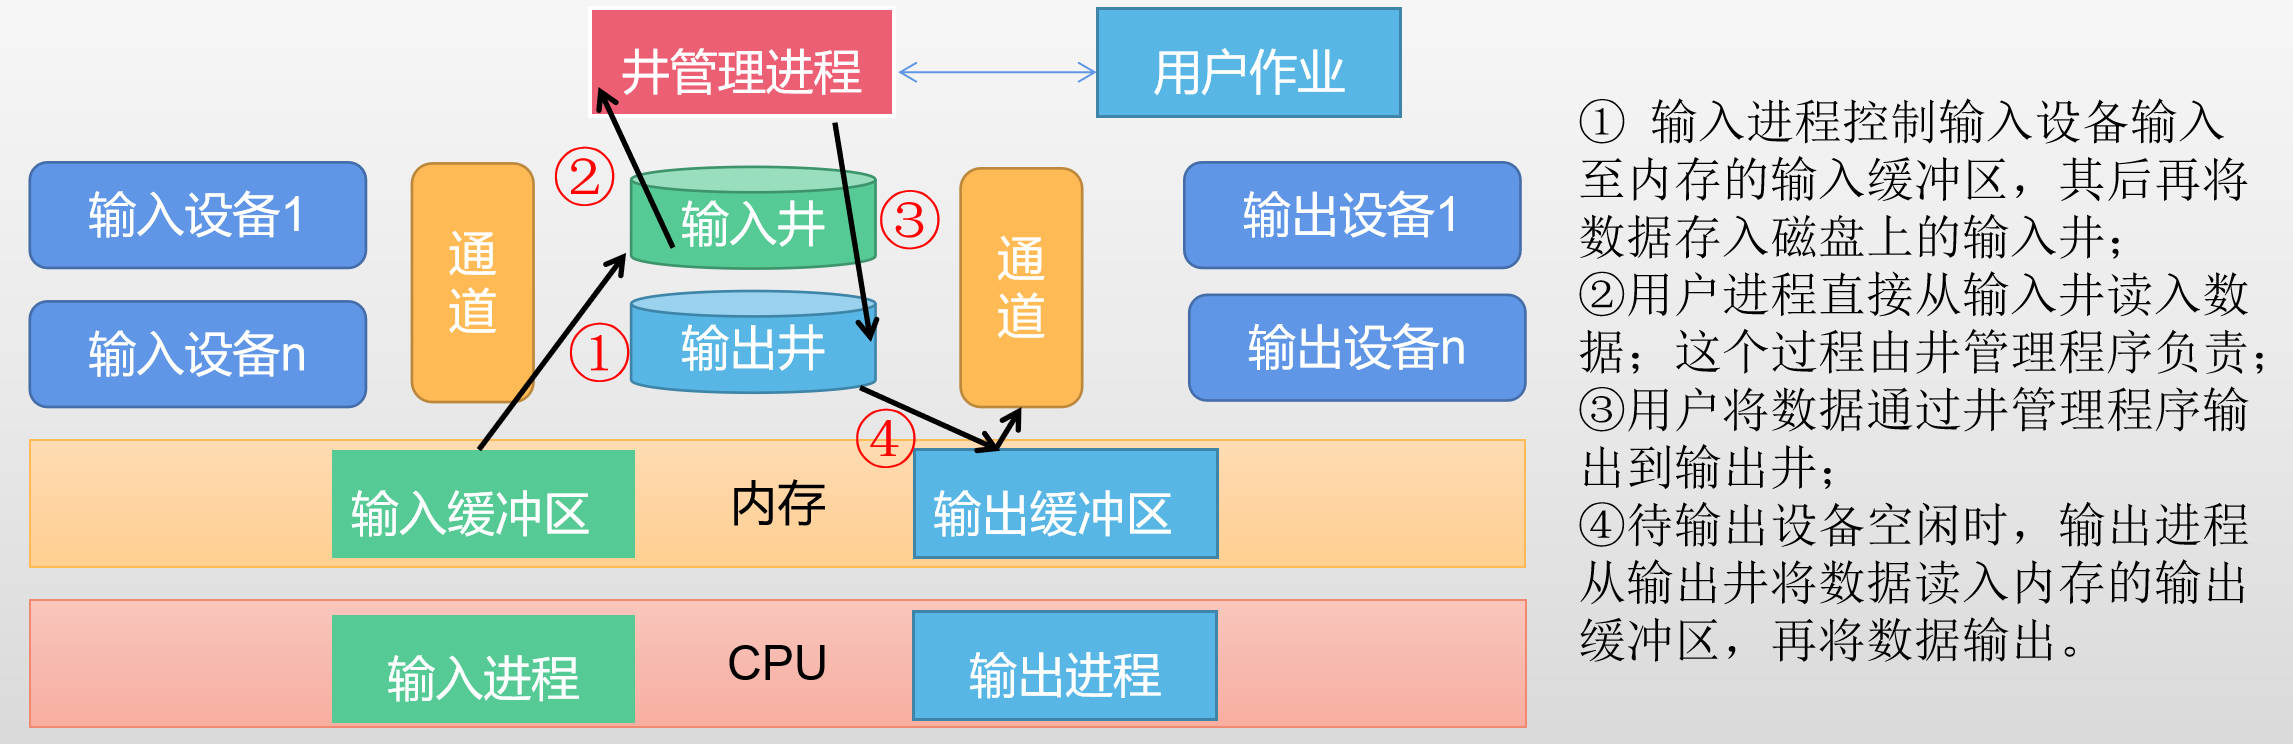 井管理进程
用户作业
输入设备1
输入设备n
通
道
②
输入井
③
①
输出井
④
通
道
输出设备1
输出设备n
输入缓冲区
内存
输出缓冲区
输入进程
CPU
输出进程
① 输入进程控制输入设备输入
至内存的输入缓冲区，其后再将
数据存入磁盘上的输入井；
②用户进程直接从输入井读入数
据；这个过程由井管理程序负责；
③用户将数据通过井管理程序输
出到输出井；
④待输出设备空闲时，输出进程
从输出井将数据读入内存的输出
缓冲区，再将数据输出。